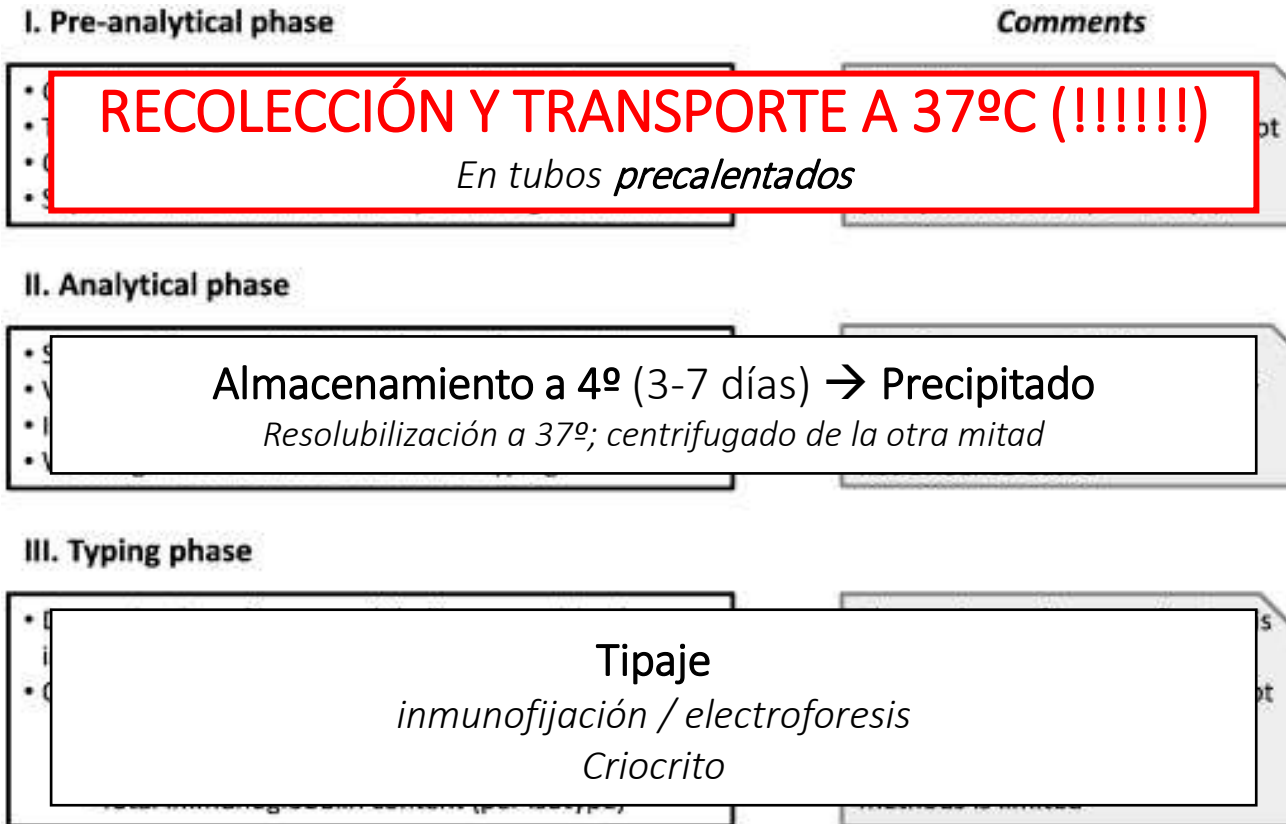 I. Pre-analytical phase
Comments
RECOLECCIÓN Y TRANSPORTE A 37ºC (!!!!!!)
En tubos precalentados
II. Analytical phase
Almacenamiento a 4º (3-7 días) → Precipitado
Resolubilización a 37º; centrifugado de la otra mitad
III. Typing phase
Tipaje
inmunofijación / electroforesis
Criocrito